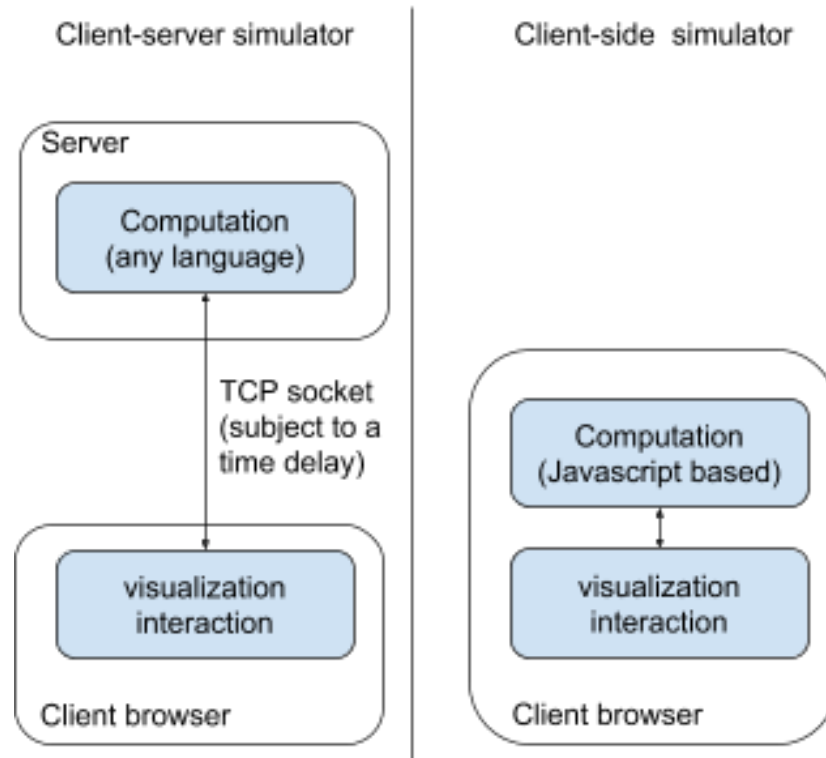 Client-server simulator
Server
Computation
(any language)
TCP socket
(subject to a
time delay)
visualization
interaction
Client browser
Client-side simulator
Computation
(Javascript based)
visualization
interaction
Client browser